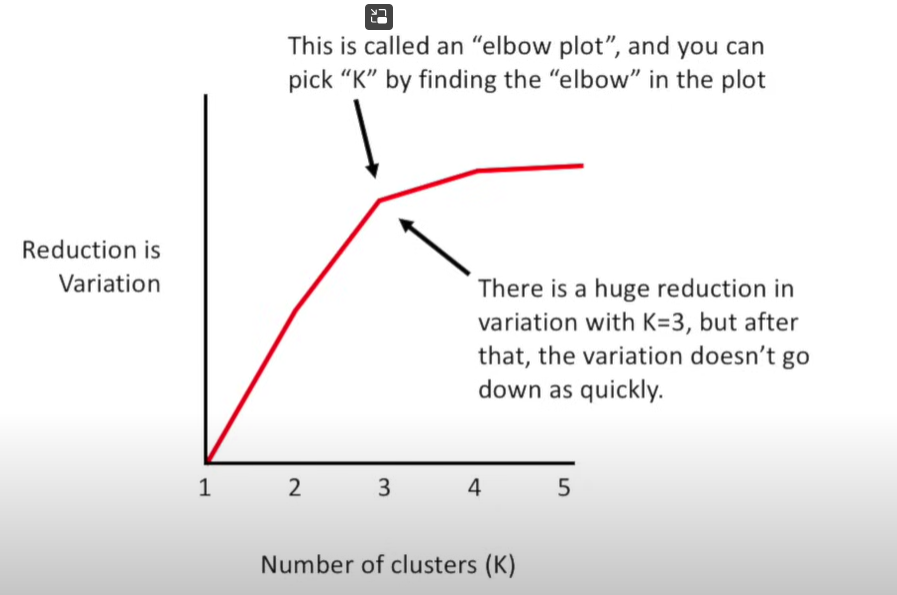 This is called an “elbow plot”, and you can
pick “K” by finding the “elbow” in the plot
Reduction is
Variation
There is a huge reduction in
variation with K=3, but after
that, the variation doesn’t go
down as quickly.
1 2 3 4 5
Number of clusters (K)